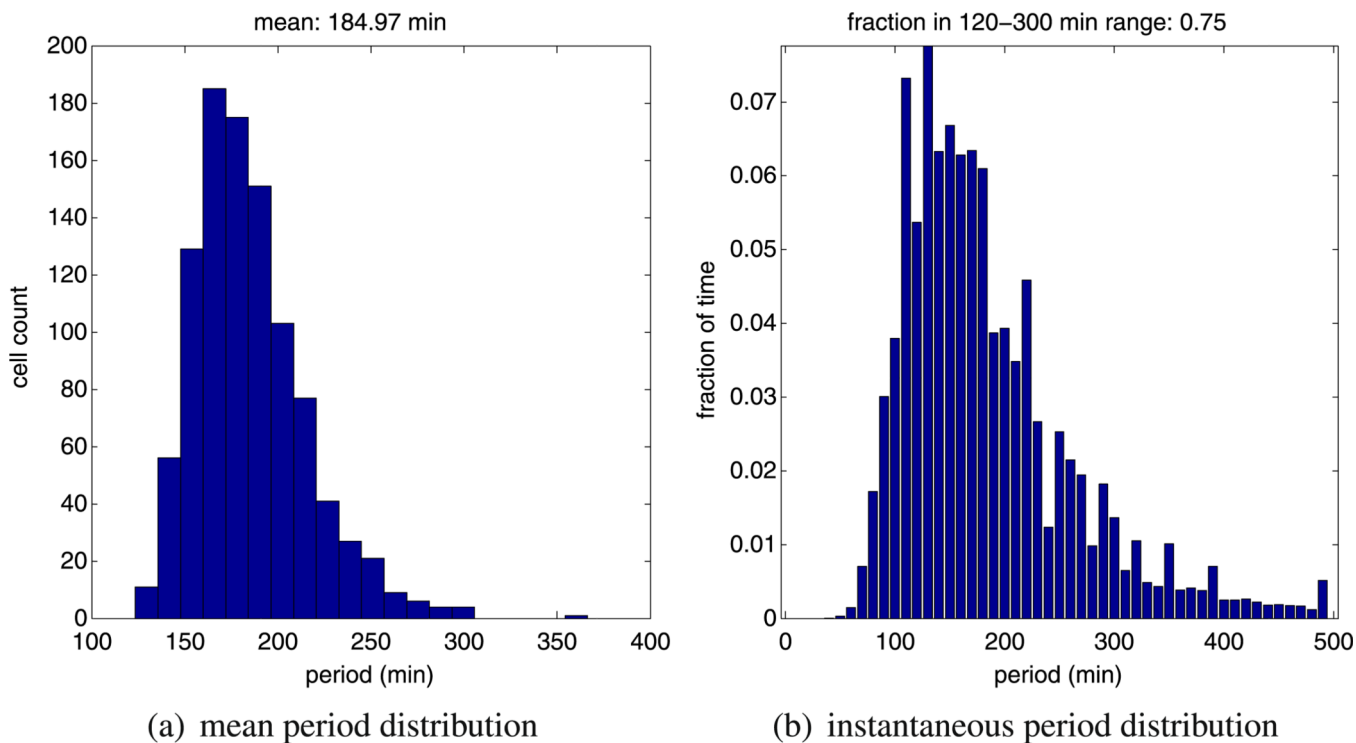 mean: 184.97 min
200
180
160
140
120
100
80
60
40
20
0
cell count
100 150 200 250 300 350 400
period (min)
(a) mean period distribution
fraction in 120–300 min range: 0.75
0.07
0.06
0.05
0.04
0.03
0.02
0.01
0
fraction of time
0 100 200 300 400 500
period (min)
(b) instantaneous period distribution